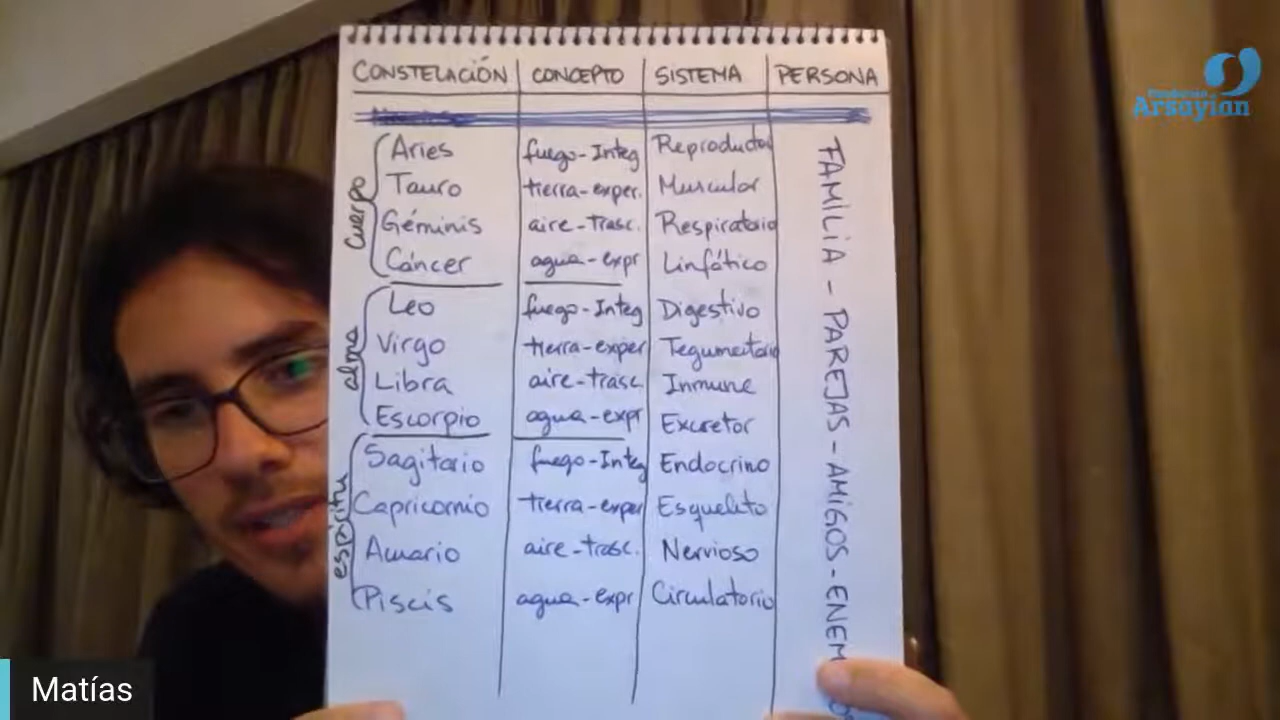 CONSTELACIÓN CONCEPTO SISTEMA PERSONA
Aries fuego-Integ Reproductor
Tauro tierra-exper. Muscular
Géminis aire-trasc. Respiratorio
Cáncer agua-expr Linfático
cuerpo
Leo fuego-Integ Digestivo
Virgo tierra-exper Tegumentario
Libra aire-trasc. Inmune
Escorpio agua-expr Excretor
alma
Sagitario fuego-Integ Endocrino
Capricornio tierra-exper Esqueleto
Acuario aire-trasc. Nervioso
Piscis agua-expr Circulatorio
espíritu
FAMILIA - PAREJAS - AMIGOS - ENEM
Fundación
Arsayian
Matías